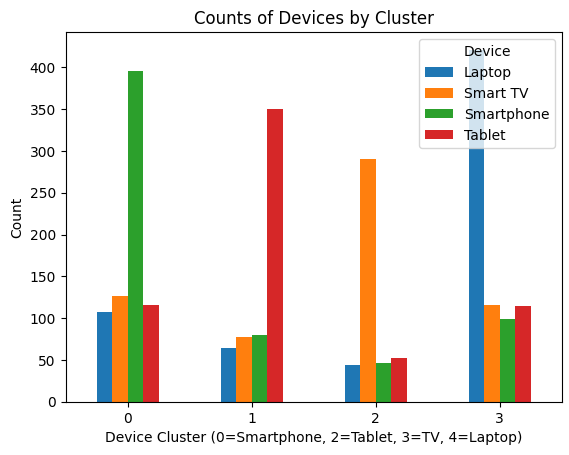 Counts of Devices by Cluster
Device
Laptop
Smart TV
Smartphone
Tablet
400
350
300
250
200
150
100
50
0
Count
0 1 2 3
Device Cluster (0=Smartphone, 2=Tablet, 3=TV, 4=Laptop)